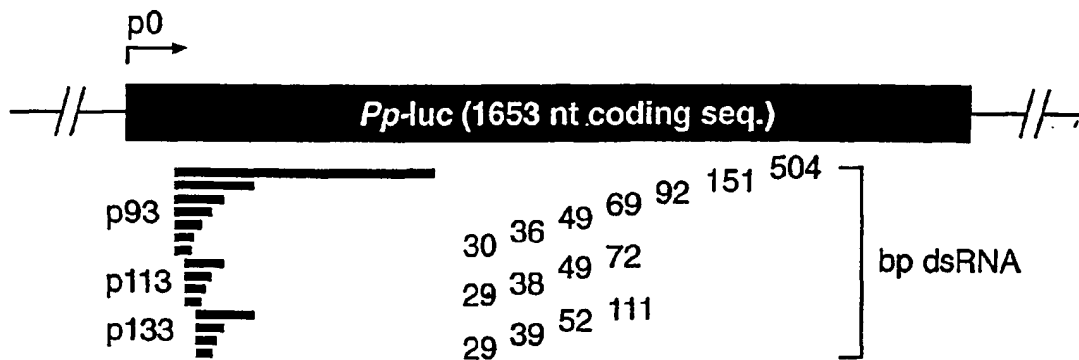 p0
Pp-luc (1653 nt coding seq.)
p93
30 36 49 69 92 151 504
p113
29 38 49 72
p133
29 39 52 111
bp dsRNA